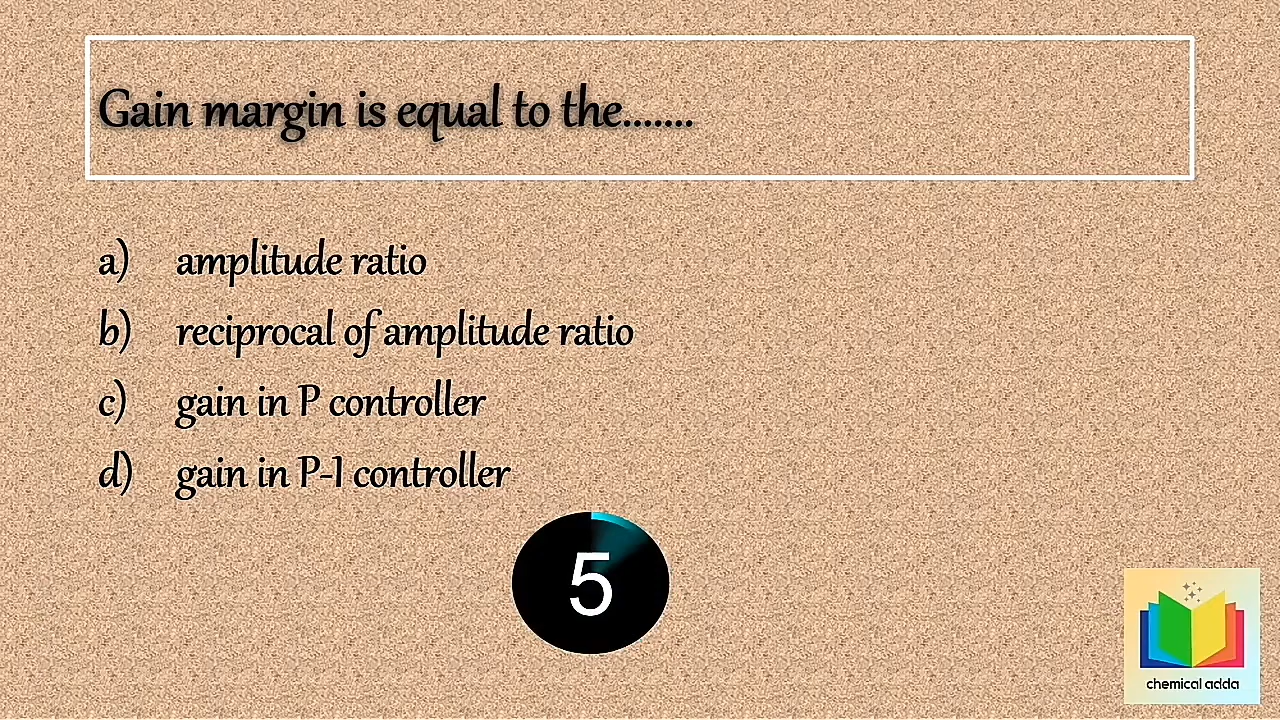 Gain margin is equal to the.......
a) amplitude ratio
b) reciprocal of amplitude ratio
c) gain in P controller
d) gain in P-I controller
5
chemical adda